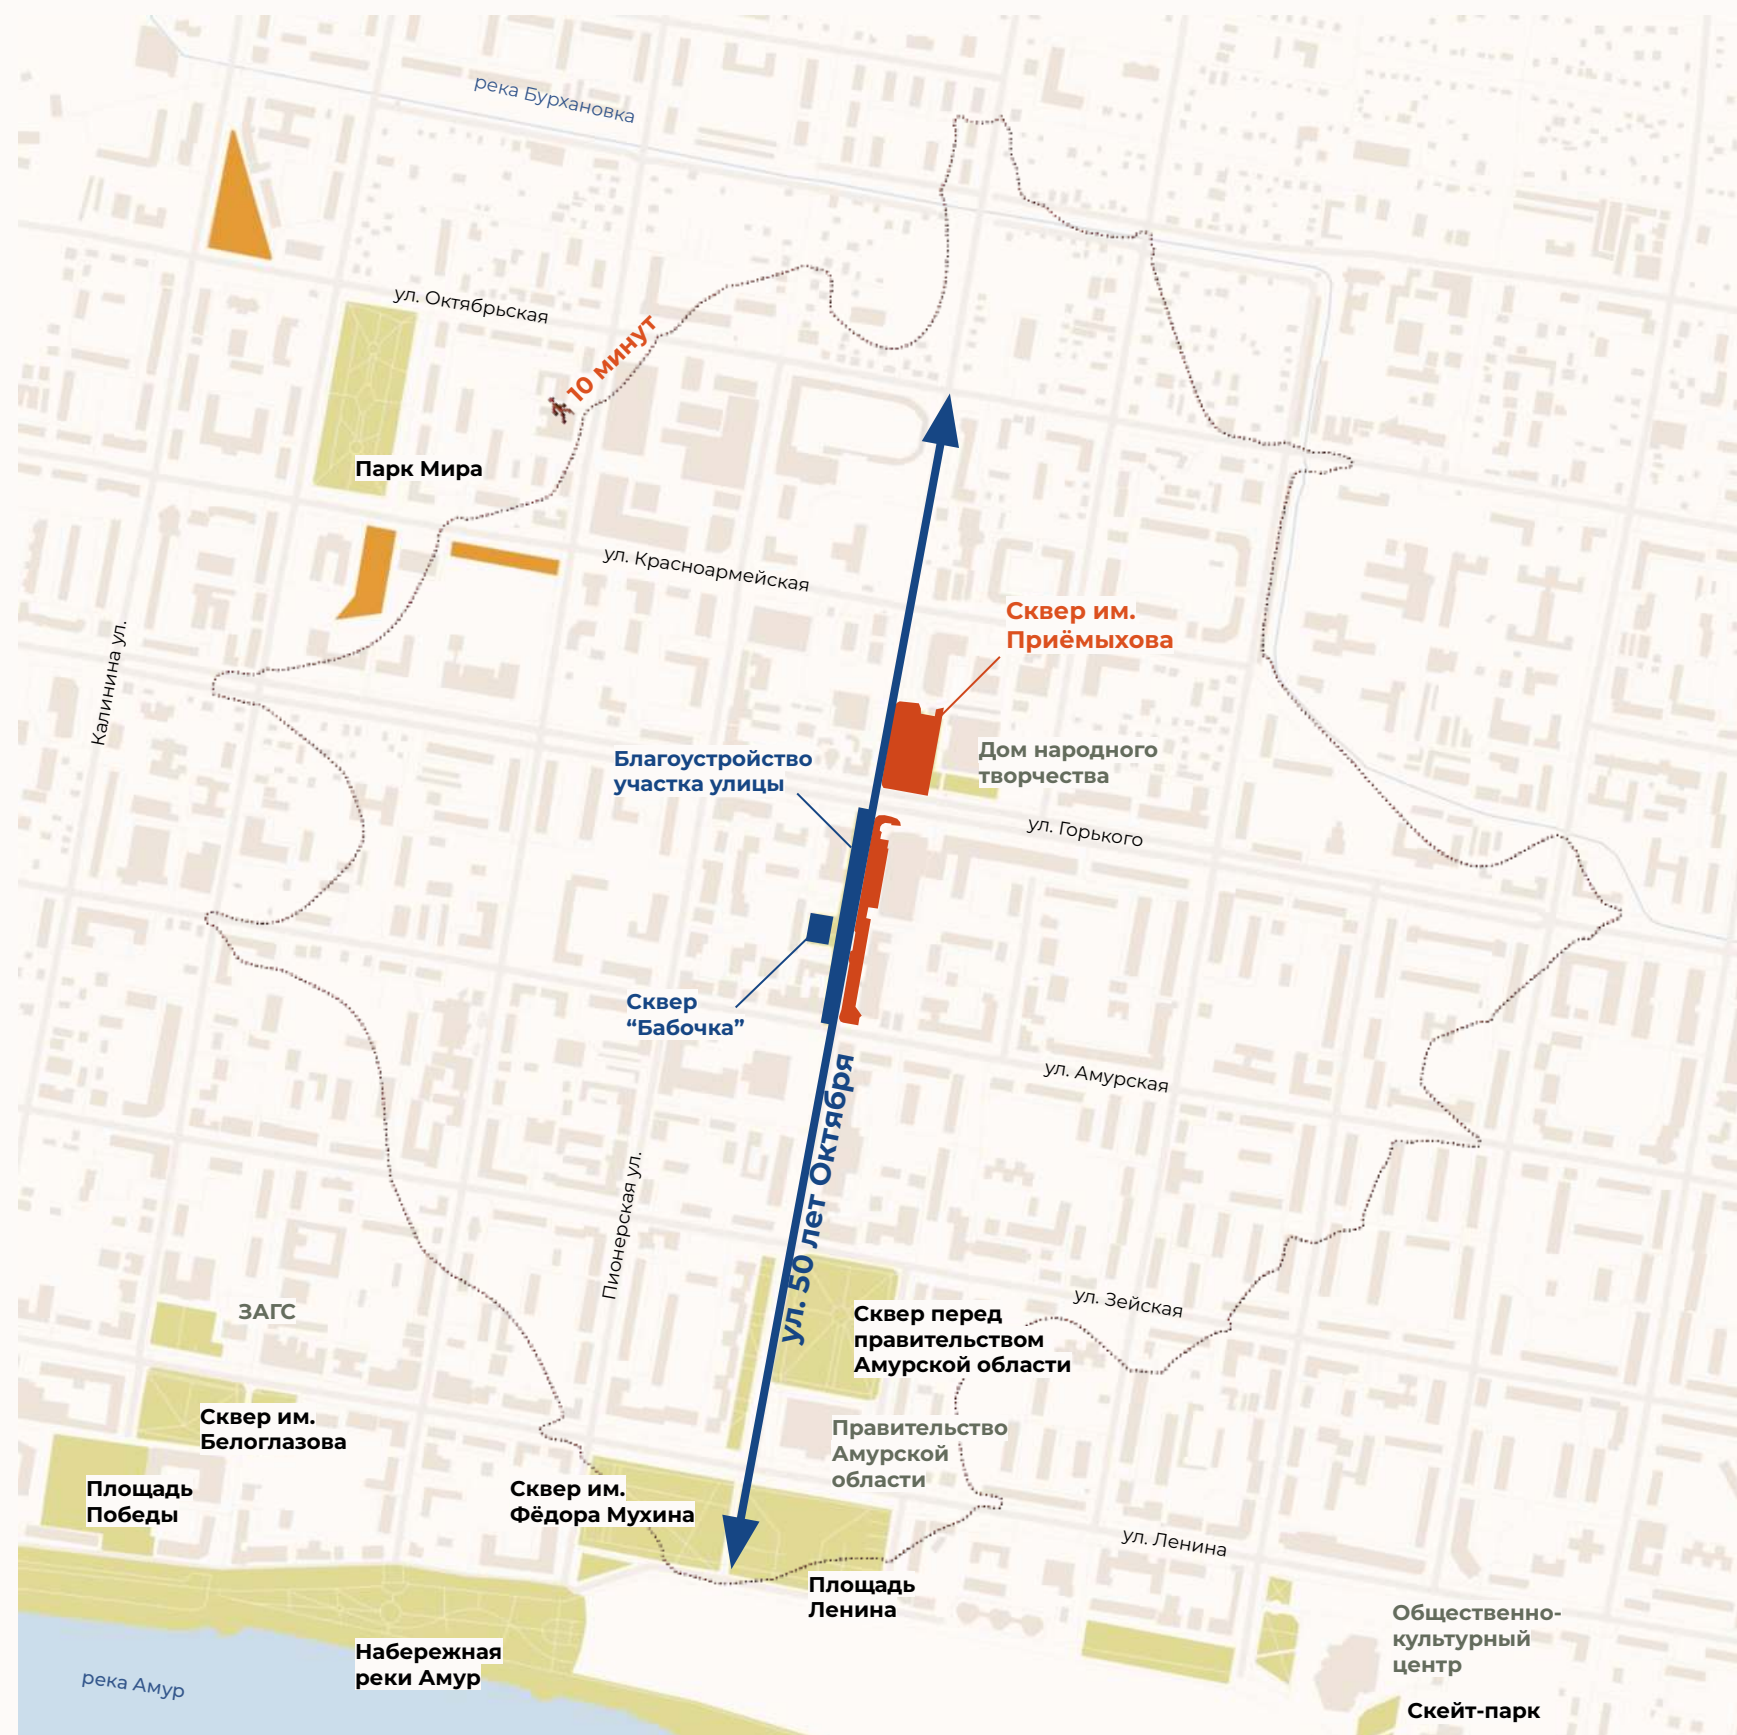 река Бурхановка
ул. Октябрьская
10 минут
Парк Мира
ул. Красноармейская
Сквер им.
Приёмыхова
Калинина ул.
Дом народного
творчества
Благоустройство
участка улицы
ул. Горького
Сквер
“Бабочка”
ул. Амурская
ул. 50 лет Октября
Пионерская ул.
ул. Зейская
ЗАГС
Сквер перед
правительством
Амурской области
Сквер им.
Белоглазова
Правительство
Амурской
области
Площадь
Победы
Сквер им.
Фёдора Мухина
ул. Ленина
Площадь
Ленина
Общественно-
культурный
центр
Набережная
реки Амур
река Амур
Скейт-парк